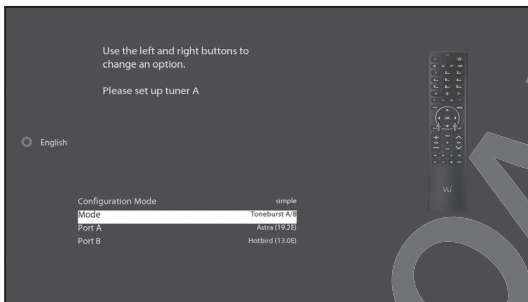 Use the left and right buttons to
change an option.
Please set up tuner A
English
Configuration Mode simple
Mode Toneburst A/B
Port A Astra (19.2E)
Port B Hotbird (13.0E)